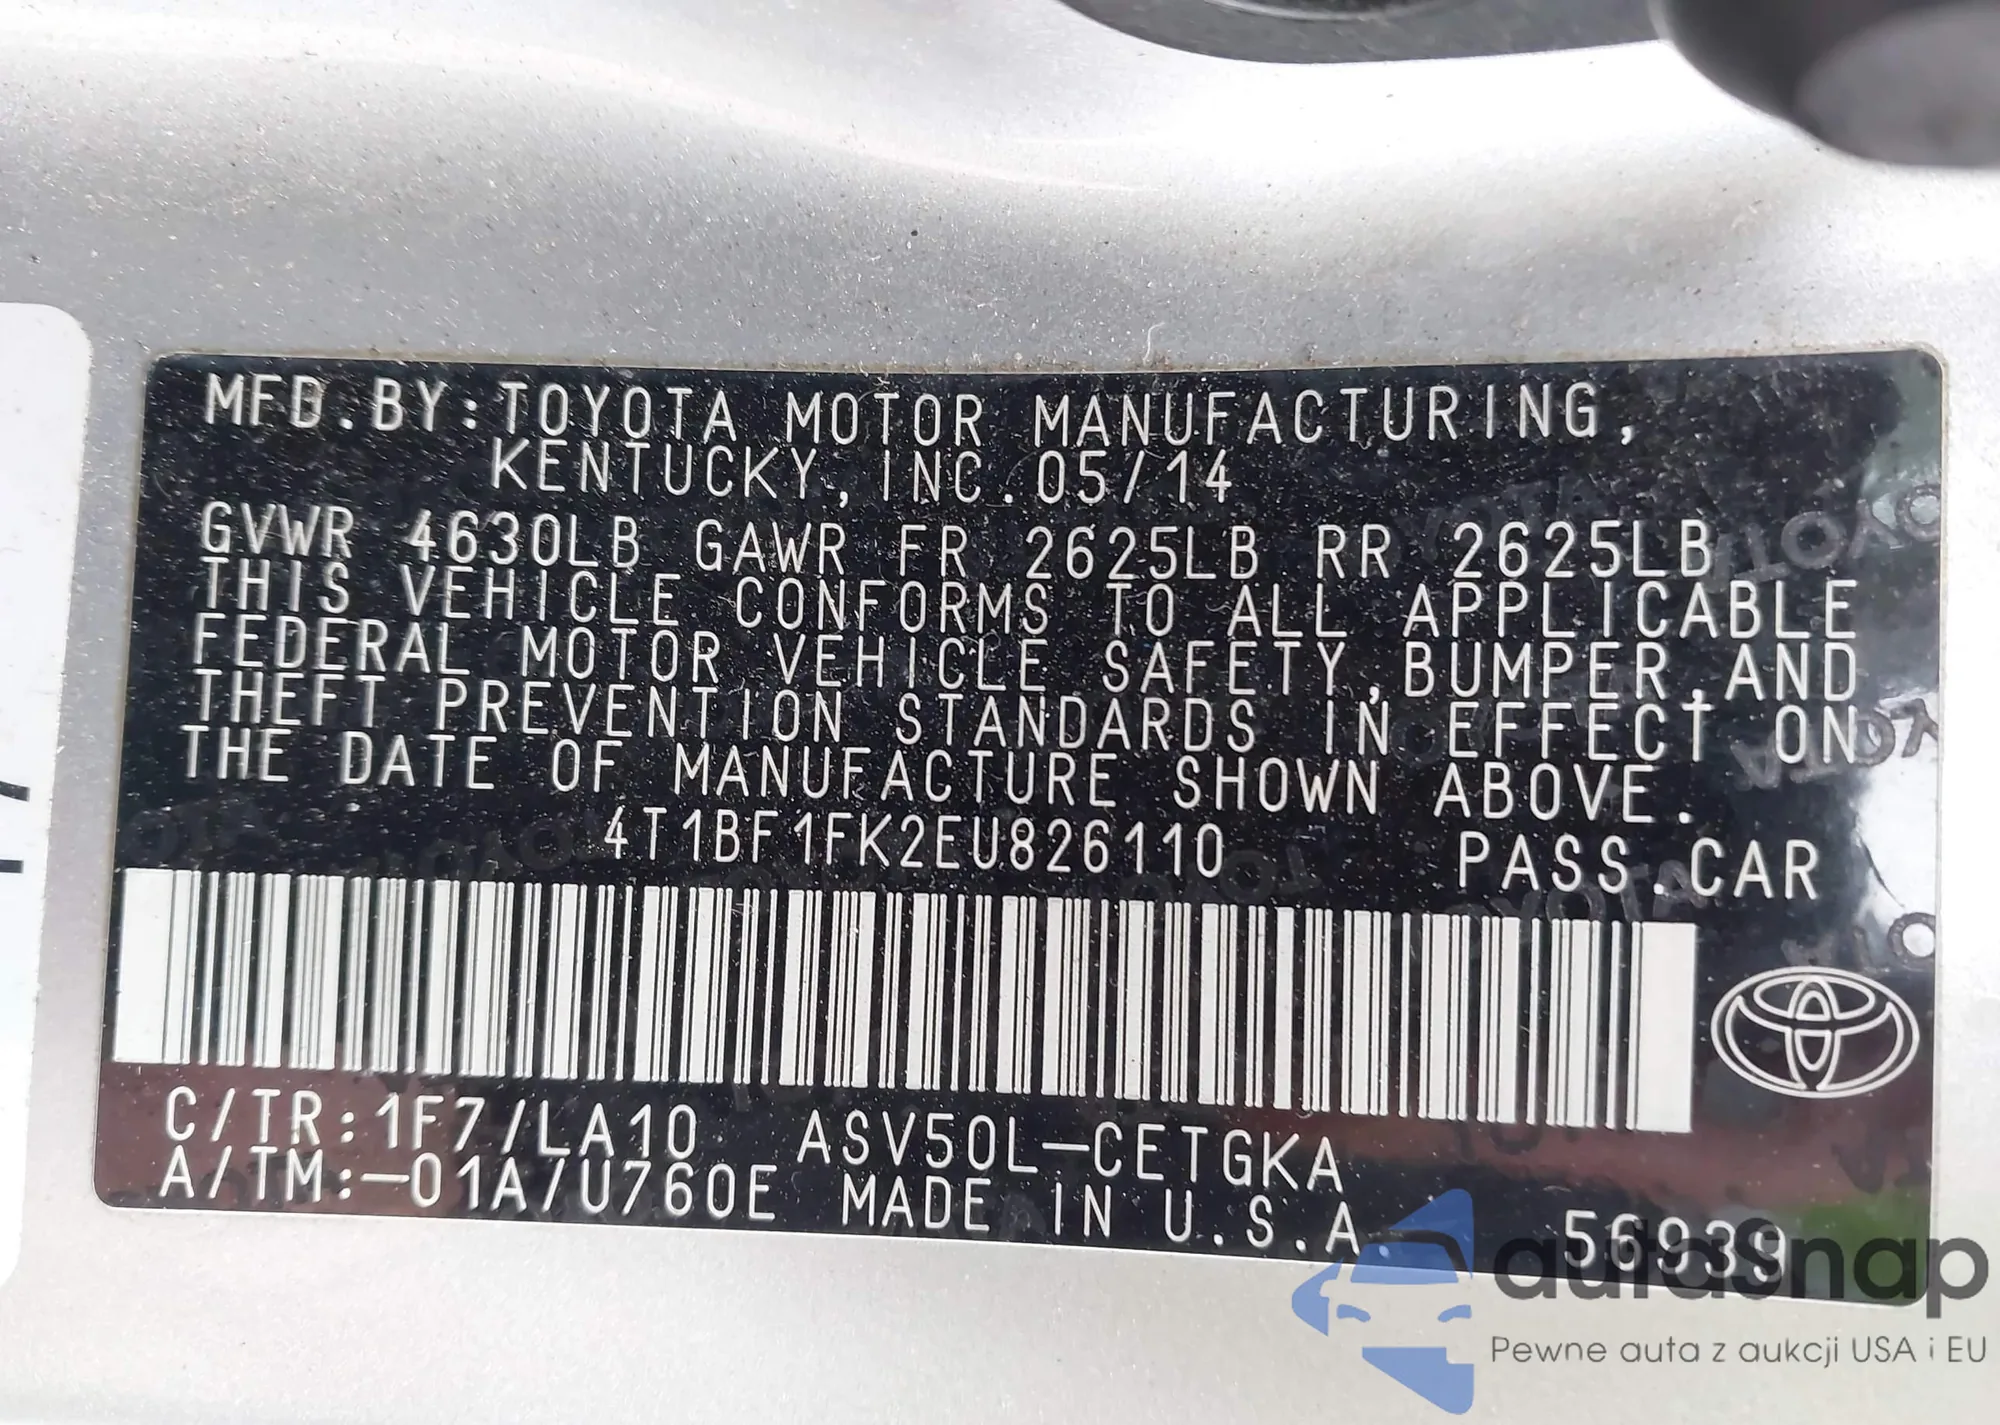 MFD.BY:TOYOTA MOTOR MANUFACTURING,
KENTUCKY, INC.05/14
GVWR 4630LB GAWR FR 2625LB RR 2625LB
THIS VEHICLE CONFORMS TO ALL APPLICABLE
FEDERAL MOTOR VEHICLE SAFETY,BUMPER,AND
THEFT PREVENTION STANDARDS IN EFFECT ON
THE DATE OF MANUFACTURE SHOWN ABOVE.
4T1BF1FK2EU826110 PASS.CAR
C/TR:1F7/LA10 ASV50L-CETGKA
A/TM:-01A/U760E MADE IN U.S.A. 56939
autosnap
Pewne auta z aukcji USA i EU